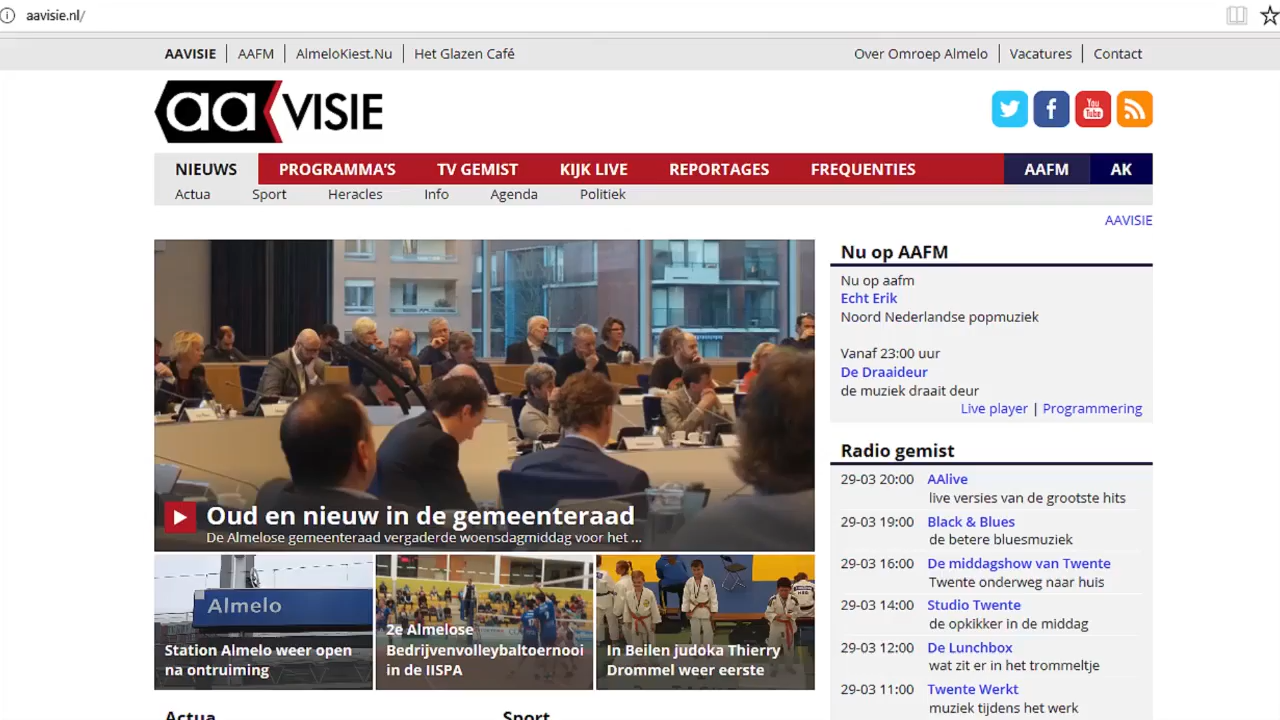 aavisie.nl/
AAVISIE | AAFM | AlmeloKiest.Nu | Het Glazen Café
Over Omroep Almelo | Vacatures | Contact
aa VISIE
You Tube
NIEUWS PROGRAMMA'S TV GEMIST KIJK LIVE REPORTAGES FREQUENTIES AAFM AK
Actua Sport Heracles Info Agenda Politiek
AAVISIE
Oud en nieuw in de gemeenteraad
De Almelose gemeenteraad vergaderde woensdagmiddag voor het ...
Almelo
Station Almelo weer open
na ontruiming
2e Almelose
Bedrijvenvolleybaltoernooi
in de IISPA
In Beilen judoka Thierry
Drommel weer eerste
Actua
Sport
Nu op AAFM
Nu op aafm
Echt Erik
Noord Nederlandse popmuziek
Vanaf 23:00 uur
De Draaideur
de muziek draait deur
Live player | Programmering
Radio gemist
29-03 20:00 AAlive
live versies van de grootste hits
29-03 19:00 Black & Blues
de betere bluesmuziek
29-03 16:00 De middagshow van Twente
Twente onderweg naar huis
29-03 14:00 Studio Twente
de opkikker in de middag
29-03 12:00 De Lunchbox
wat zit er in het trommeltje
29-03 11:00 Twente Werkt
muziek tijdens het werk